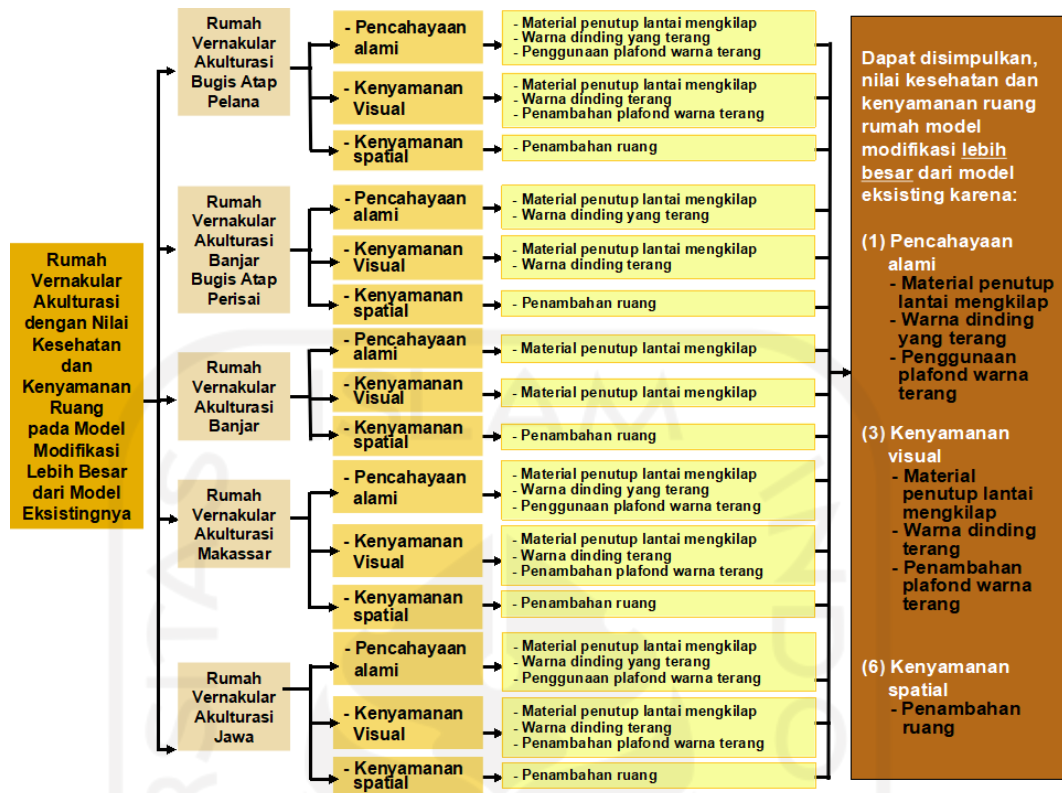 Rumah
Vernakular
Akulturasi
dengan Nilai
Kesehatan
dan
Kenyamanan
Ruang
pada Model
Modifikasi
Lebih Besar
dari Model
Eksistingnya
Rumah
Vernakular
Akulturasi
Bugis Atap
Pelana
- Pencahayaan
alami
- Material penutup lantai mengkilap
- Warna dinding yang terang
- Penggunaan plafond warna terang
- Kenyamanan
Visual
- Material penutup lantai mengkilap
- Warna dinding terang
- Penambahan plafond warna terang
- Kenyamanan
spatial
- Penambahan ruang
Rumah
Vernakular
Akulturasi
Banjar
Bugis Atap
Perisai
- Pencahayaan
alami
- Material penutup lantai mengkilap
- Warna dinding yang terang
- Kenyamanan
Visual
- Material penutup lantai mengkilap
- Warna dinding terang
- Kenyamanan
spatial
- Penambahan ruang
Rumah
Vernakular
Akulturasi
Banjar
- Pencahayaan
alami
- Material penutup lantai mengkilap
- Kenyamanan
Visual
- Material penutup lantai mengkilap
- Kenyamanan
spatial
- Penambahan ruang
Rumah
Vernakular
Akulturasi
Makassar
- Pencahayaan
alami
- Material penutup lantai mengkilap
- Warna dinding yang terang
- Penggunaan plafond warna terang
- Kenyamanan
Visual
- Material penutup lantai mengkilap
- Warna dinding terang
- Penambahan plafond warna terang
- Kenyamanan
spatial
- Penambahan ruang
Rumah
Vernakular
Akulturasi
Jawa
- Pencahayaan
alami
- Material penutup lantai mengkilap
- Warna dinding yang terang
- Penggunaan plafond warna terang
- Kenyamanan
Visual
- Material penutup lantai mengkilap
- Warna dinding terang
- Penambahan plafond warna terang
- Kenyamanan
spatial
- Penambahan ruang
Dapat disimpulkan,
nilai kesehatan dan
kenyamanan ruang
rumah model
modifikasi lebih
besar dari model
eksisting karena:
(1) Pencahayaan
alami
- Material penutup
lantai mengkilap
- Warna dinding
yang terang
- Penggunaan
plafond warna
terang
(3) Kenyamanan
visual
- Material
penutup lantai
mengkilap
- Warna dinding
terang
- Penambahan
plafond warna
terang
(6) Kenyamanan
spatial
- Penambahan
ruang
ISLAM